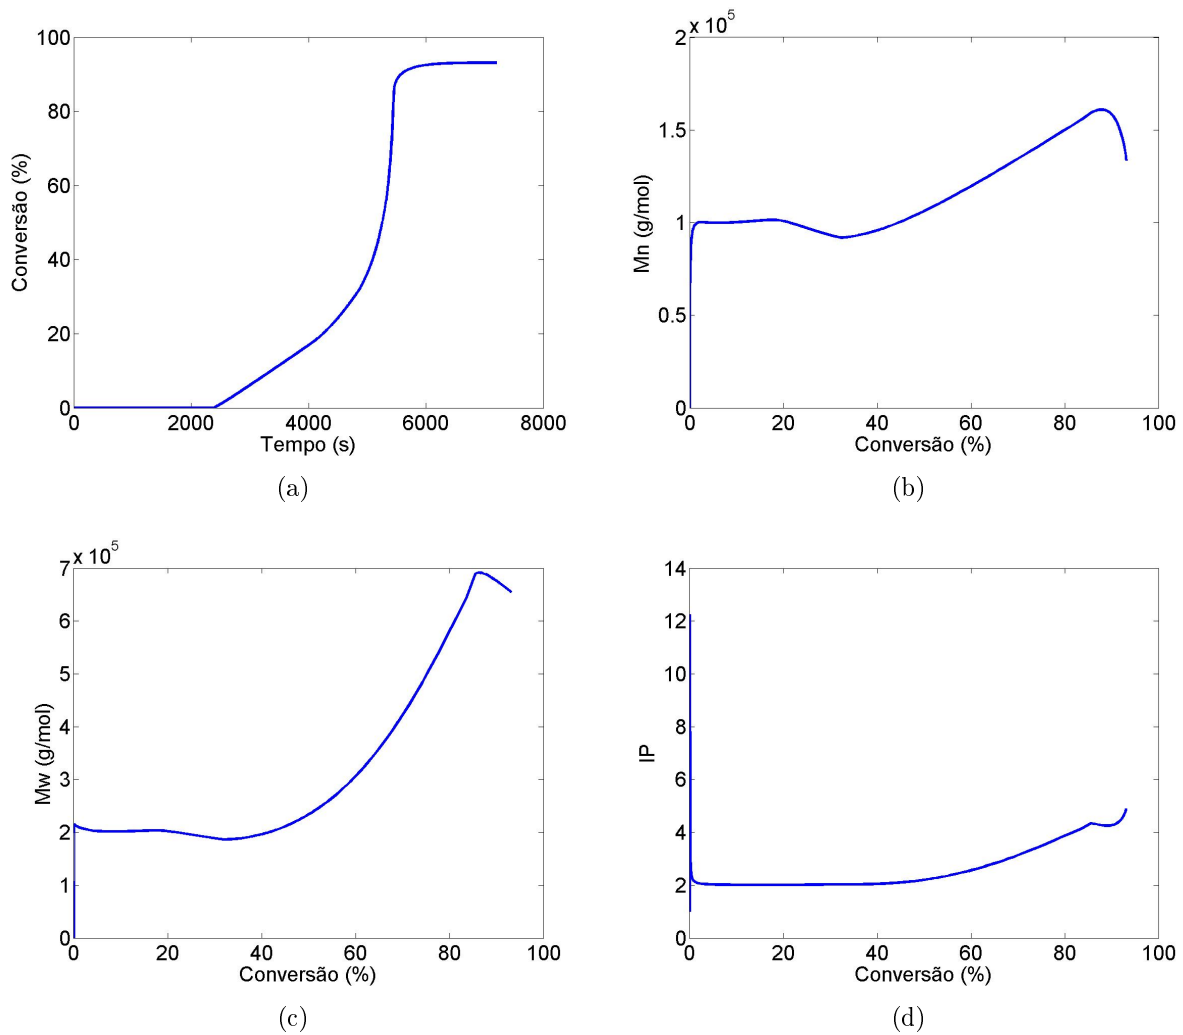 100
80
60
40
20
0
Conversão (%)
0 2000 4000 6000 8000
Tempo (s)
(a)
x 10^5
2
1.5
1
0.5
0
Mn (g/mol)
0 20 40 60 80 100
Conversão (%)
(b)
x 10^5
7
6
5
4
3
2
1
0
Mw (g/mol)
0 20 40 60 80 100
Conversão (%)
(c)
14
12
10
8
6
4
2
0
IP
0 20 40 60 80 100
Conversão (%)
(d)